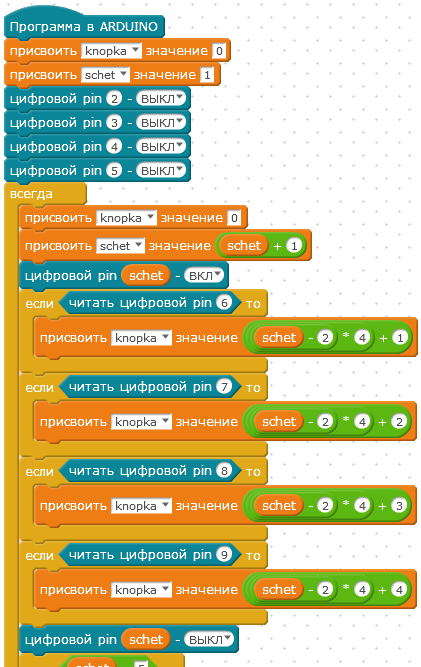 Программа в ARDUINO
присвоить knopka значение 0
присвоить schet значение 1
цифровой pin 2 - ВЫКЛ
цифровой pin 3 - ВЫКЛ
цифровой pin 4 - ВЫКЛ
цифровой pin 5 - ВЫКЛ
всегда
присвоить knopka значение 0
присвоить schet значение schet + 1
цифровой pin schet - ВКЛ
если читать цифровой pin 6 то
присвоить knopka значение schet - 2 * 4 + 1
если читать цифровой pin 7 то
присвоить knopka значение schet - 2 * 4 + 2
если читать цифровой pin 8 то
присвоить knopka значение schet - 2 * 4 + 3
если читать цифровой pin 9 то
присвоить knopka значение schet - 2 * 4 + 4
цифровой pin schet - ВЫКЛ
schet